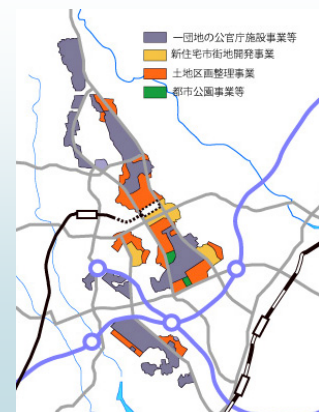 一団地の公官庁施設事業等
新住宅市街地開発事業
土地区画整理事業
都市公園事業等